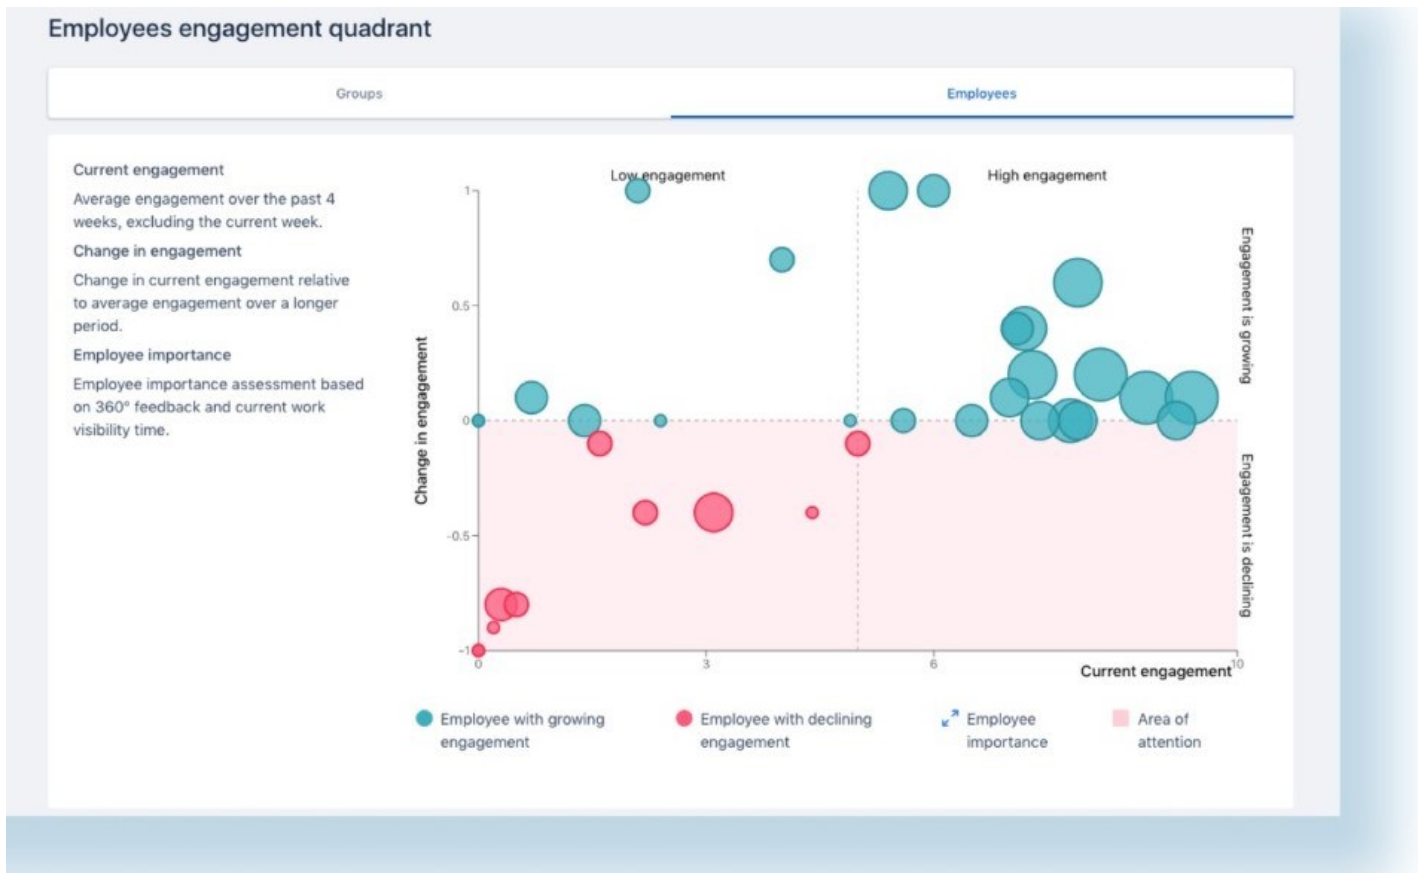 Employees engagement quadrant
Groups
Employees
Current engagement
Average engagement over the past 4
weeks, excluding the current week.
Change in engagement
Change in current engagement relative
to average engagement over a longer
period.
Employee importance
Employee importance assessment based
on 360° feedback and current work
visibility time.
Low engagement
High engagement
1
0.5
0
-0.5
-1
Change in engagement
Engagement is growing
Engagement is declining
0
3
6
10
Current engagement
Employee with growing
engagement
Employee with declining
engagement
Employee
importance
Area of
attention